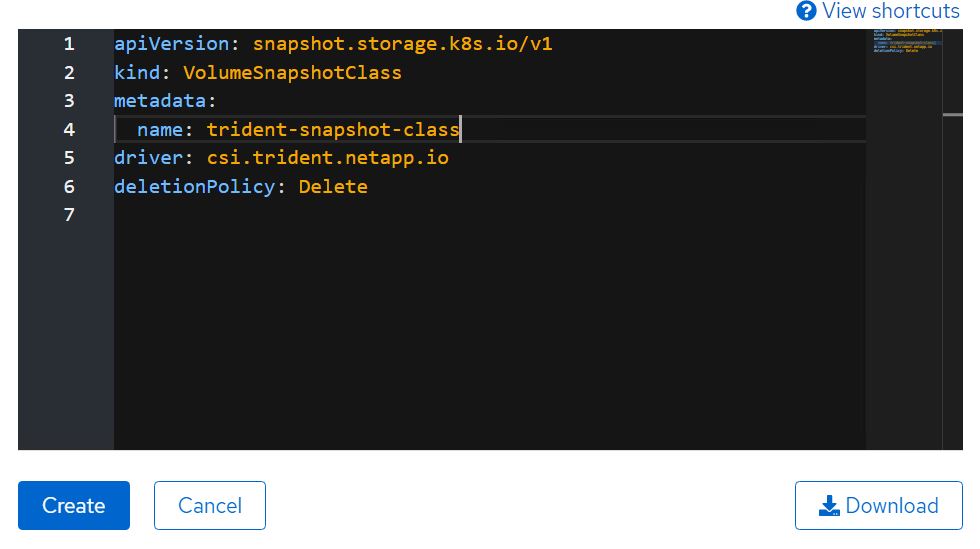 View shortcuts
1 apiVersion: snapshot.storage.k8s.io/v1
2 kind: VolumeSnapshotClass
3 metadata:
4   name: trident-snapshot-class
5 driver: csi.trident.netapp.io
6 deletionPolicy: Delete
7
Create Cancel Download